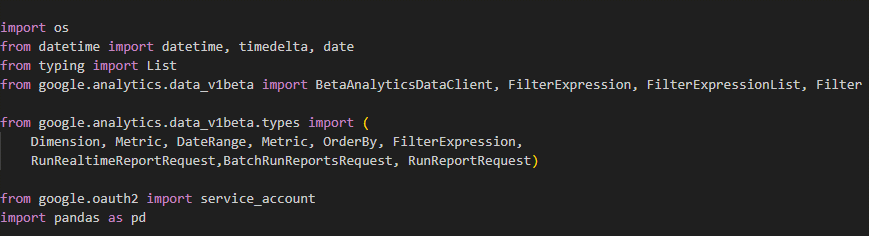 import os
from datetime import datetime, timedelta, date
from typing import List
from google.analytics.data_v1beta import BetaAnalyticsDataClient, FilterExpression, FilterExpressionList, Filter
from google.analytics.data_v1beta.types import (
Dimension, Metric, DateRange, Metric, OrderBy, FilterExpression,
RunRealtimeReportRequest,BatchRunReportsRequest, RunReportRequest)
from google.oauth2 import service_account
import pandas as pd